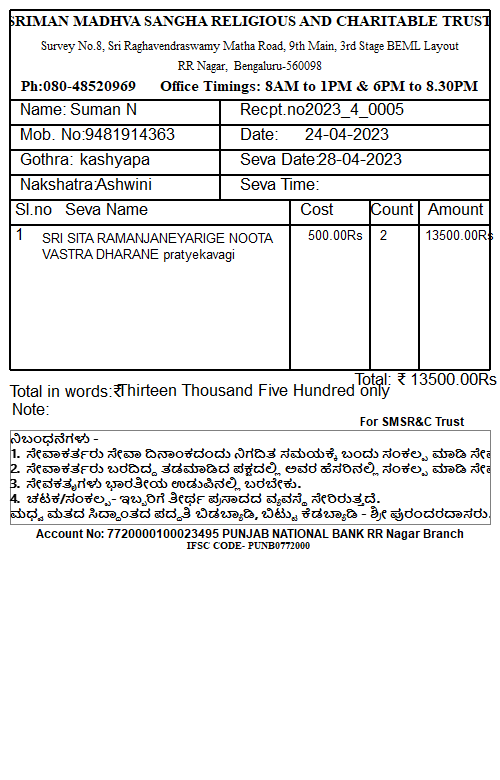 SRIMAN MADHVA SANGHA RELIGIOUS AND CHARITABLE TRUST
Survey No.8, Sri Raghavendraswamy Matha Road, 9th Main, 3rd Stage BEML Layout
RR Nagar, Bengaluru-560098
Ph:080-48520969 Office Timings: 8AM to 1PM & 6PM to 8.30PM
Name: Suman N Recpt.no2023_4_0005
Mob. No:9481914363 Date: 24-04-2023
Gothra: kashyapa Seva Date:28-04-2023
Nakshatra:Ashwini Seva Time:
Sl.no Seva Name Cost Count Amount
1 SRI SITA RAMANJANEYARIGE NOOTA 500.00Rs 2 13500.00Rs
VASTRA DHARANE pratyekavagi
Total: ₹ 13500.00Rs
Total in words:₹Thirteen Thousand Five Hundred only
Note:
For SMSR&C Trust
ನಿಬಂಧನೆಗಳು -
1. ಸೇವಾಕರ್ತರು ಸೇವಾ ದಿನಾಂಕದಂದು ನಿಗದಿತ ಸಮಯಕ್ಕೆ ಬಂದು ಸಂಕಲ್ಪ ಮಾಡಿ
2. ಸೇವಾಕರ್ತರು ಬರದಿದ್ದ ತಡಮಾಡಿದ ಪಕ್ಷದಲ್ಲಿ ಅವರ ಹೆಸರಿನಲ್ಲಿ ಸಂಕಲ್ಪ ಮಾಡಿ
3. ಸೇವಕತೃಗಳು ಭಾರತೀಯ ಉಡುಪಿನಲ್ಲಿ ಬರಬೇಕು.
4. ಚಟಕ/ಸಂಕಲ್ಪ- ಇಬ್ಬರಿಗೆ ತೀರ್ಥ ಪ್ರಸಾದದ ವ್ಯವಸ್ಥೆ ಸೇರಿರುತ್ತದೆ.
ಮಧ್ವ ಮತದ ಸಿದ್ಧಾಂತದ ಪದ್ಧತಿ ಬಿಡಬ್ಯಾಡಿ, ಬಿಟ್ಟು ಕೆಡಬ್ಯಾಡಿ - ಶ್ರೀ ಪುರಂದರದಾಸರು.
Account No: 7720000100023495 PUNJAB NATIONAL BANK RR Nagar Branch
IFSC CODE- PUNB0772000